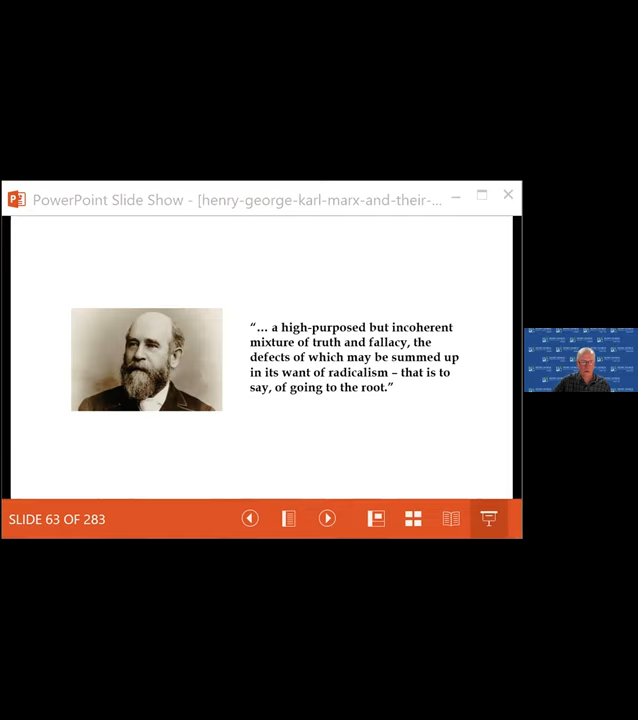 PowerPoint Slide Show - [henry-george-karl-marx-and-their-...
“... a high-purposed but incoherent
mixture of truth and fallacy, the
defects of which may be summed up
in its want of radicalism – that is to
say, of going to the root.”
SLIDE 63 OF 283